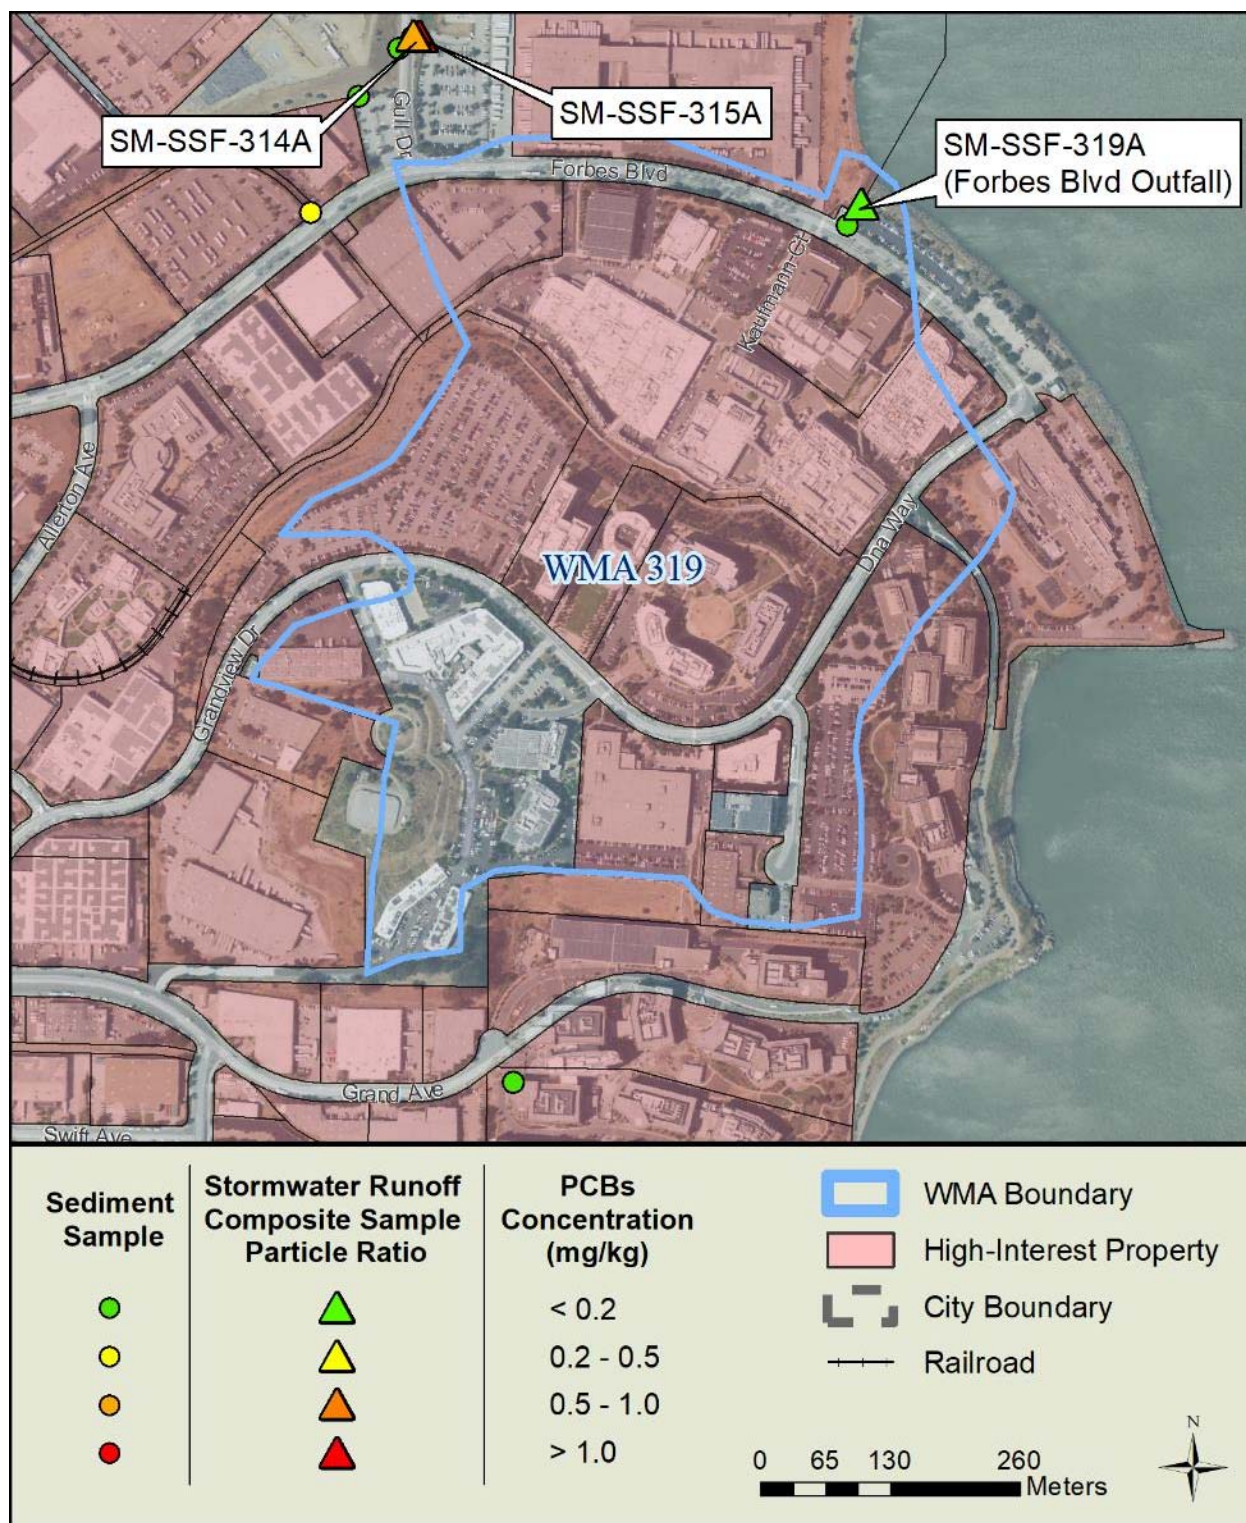 SM-SSF-314A
SM-SSF-315A
SM-SSF-319A
(Forbes Blvd Outfall)
Gull Dr
Forbes Blvd
Kaufmann Ct
Allerton Ave
Dna Way
WMA 319
Grandview Dr
Grand Ave
Swift Ave
Sediment
Sample
Stormwater Runoff
Composite Sample
Particle Ratio
PCBs
Concentration
(mg/kg)
< 0.2
0.2 - 0.5
0.5 - 1.0
> 1.0
WMA Boundary
High-Interest Property
City Boundary
Railroad
0 65 130 260
Meters
N